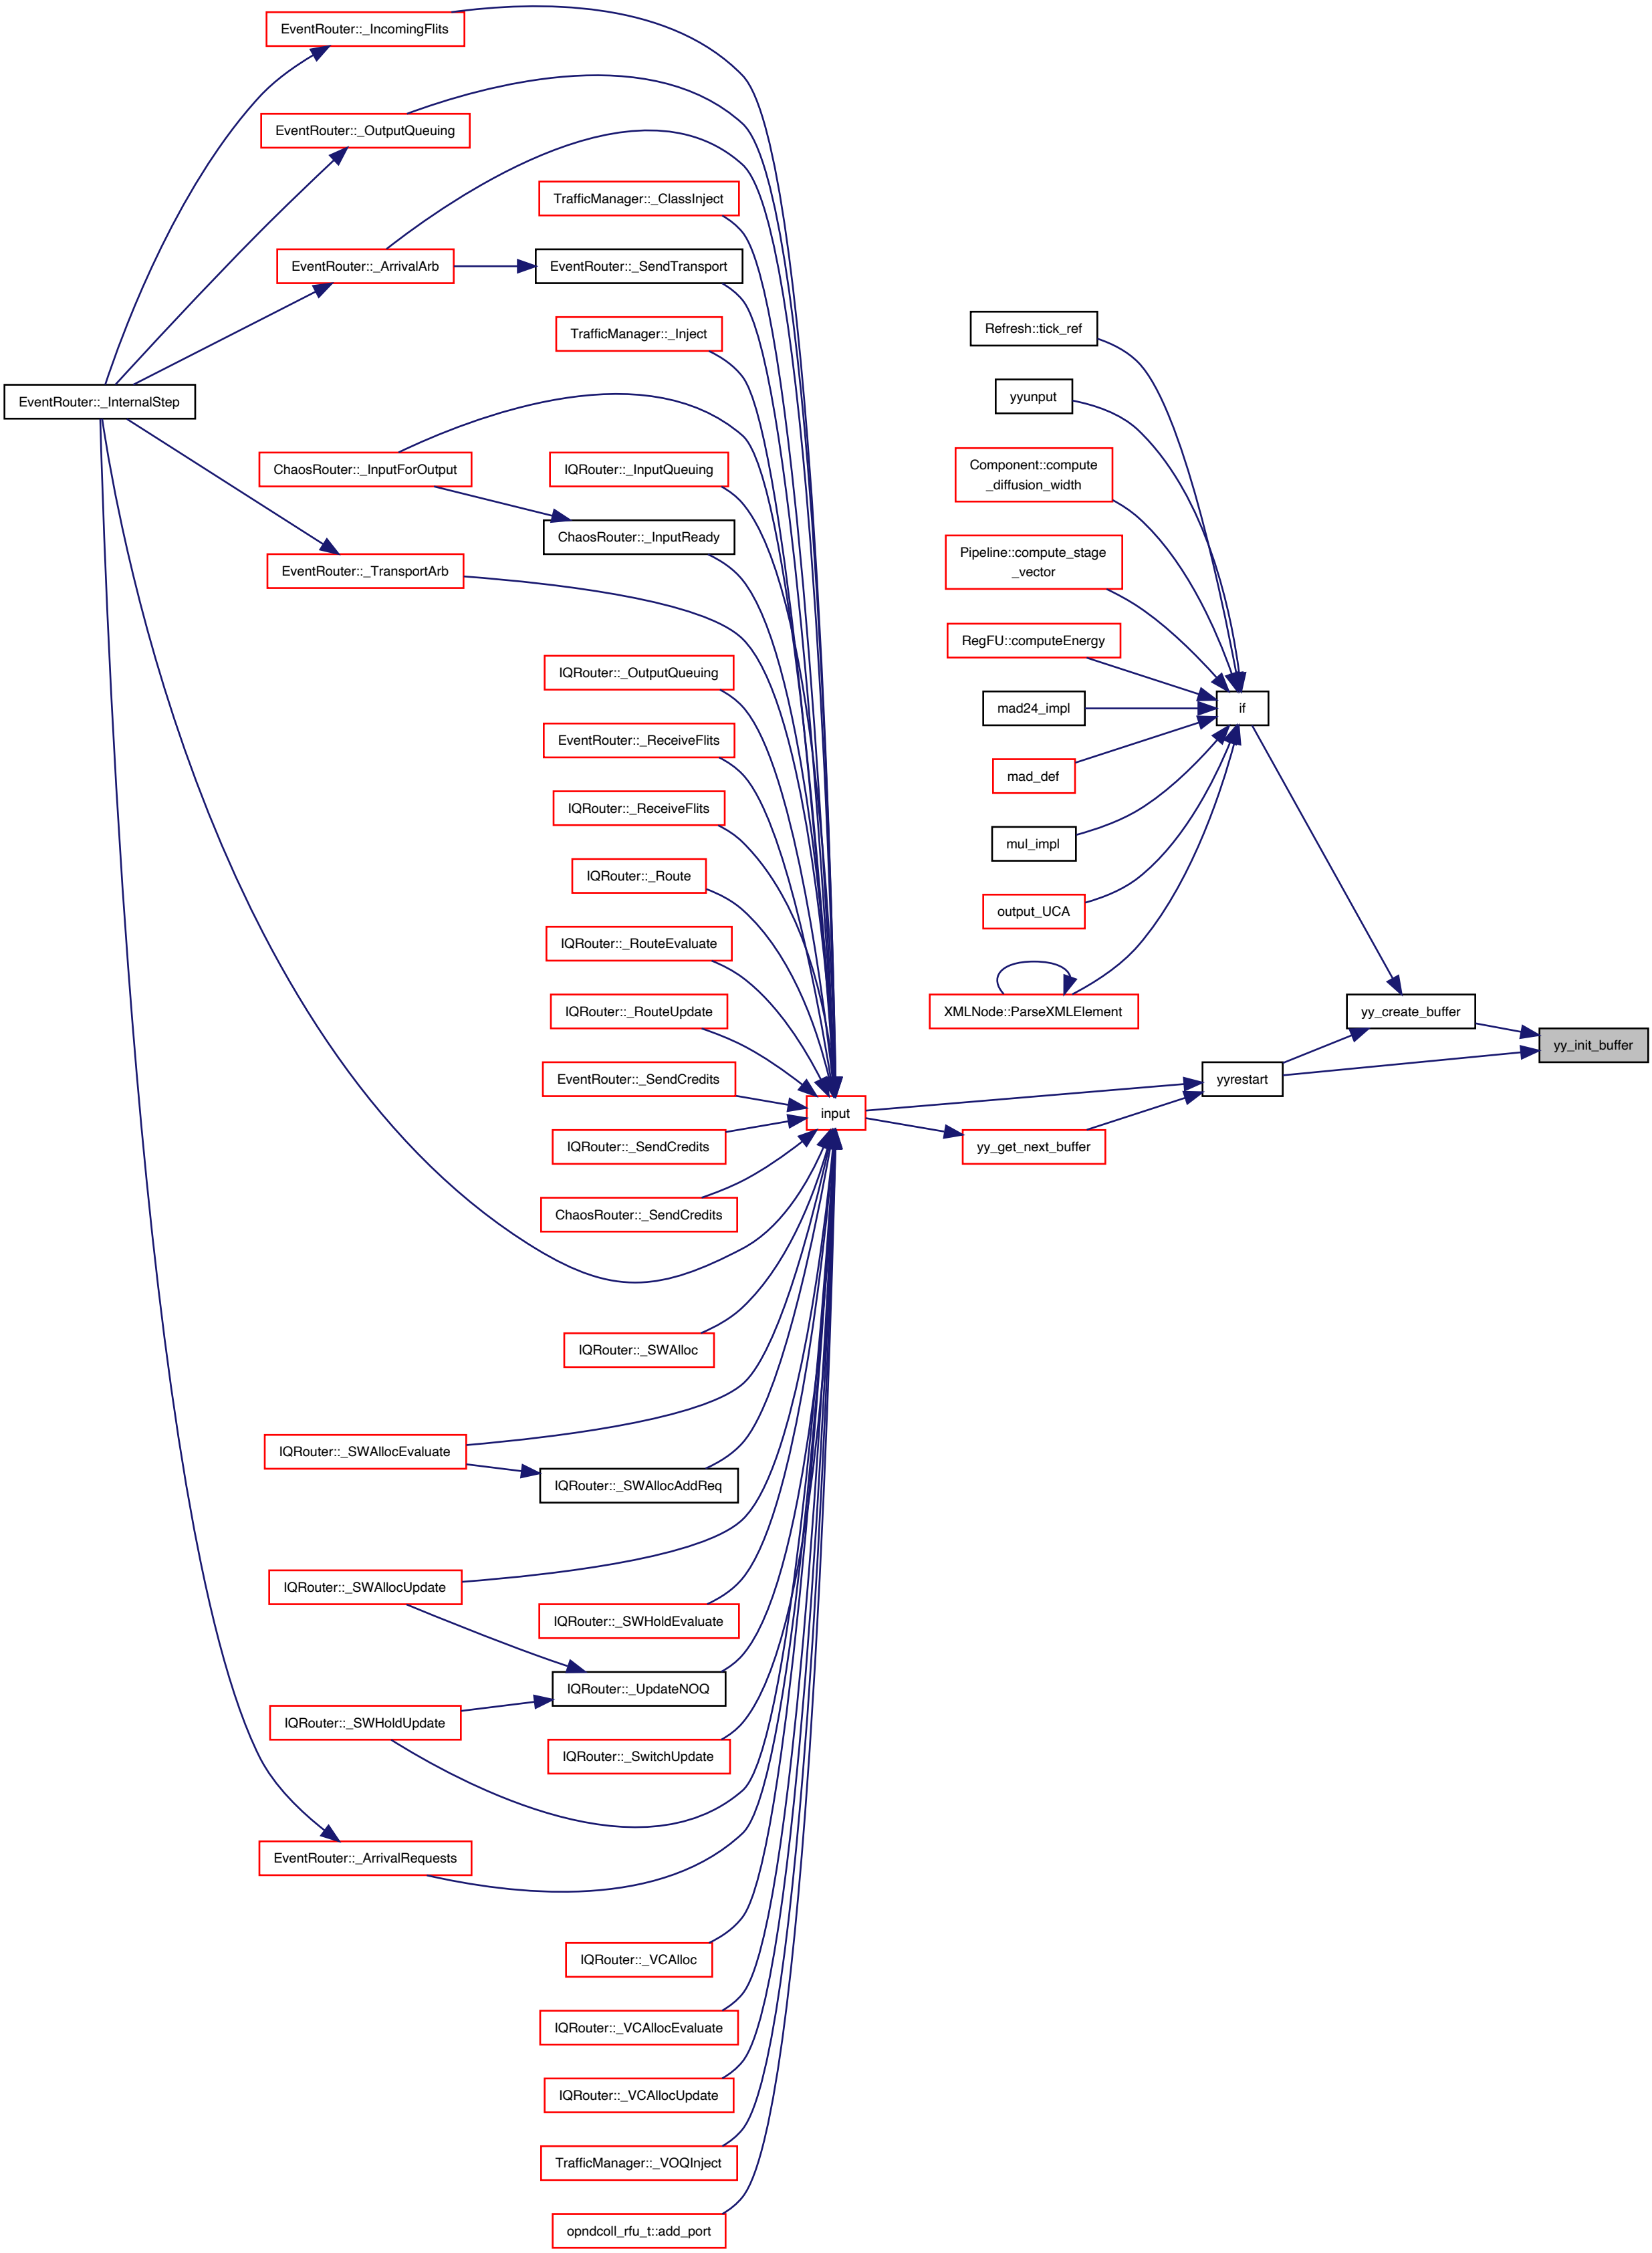 EventRouter::_IncomingFlits
EventRouter::_OutputQueuing
TrafficManager::_ClassInject
EventRouter::_ArrivalArb
EventRouter::_SendTransport
Refresh::tick_ref
TrafficManager::_Inject
EventRouter::_InternalStep
yyunput
ChaosRouter::_InputForOutput
IQRouter::_InputQueuing
Component::compute
_diffusion_width
ChaosRouter::_InputReady
Pipeline::compute_stage
_vector
EventRouter::_TransportArb
RegFU::computeEnergy
IQRouter::_OutputQueuing
mad24_impl
if
EventRouter::_ReceiveFlits
mad_def
IQRouter::_ReceiveFlits
mul_impl
IQRouter::_Route
output_UCA
IQRouter::_RouteEvaluate
IQRouter::_RouteUpdate
XMLNode::ParseXMLElement
yy_create_buffer
yy_init_buffer
EventRouter::_SendCredits
yyrestart
input
IQRouter::_SendCredits
yy_get_next_buffer
ChaosRouter::_SendCredits
IQRouter::_SWAlloc
IQRouter::_SWAllocEvaluate
IQRouter::_SWAllocAddReq
IQRouter::_SWAllocUpdate
IQRouter::_SWHoldEvaluate
IQRouter::_UpdateNOQ
IQRouter::_SWHoldUpdate
IQRouter::_SwitchUpdate
EventRouter::_ArrivalRequests
IQRouter::_VCAlloc
IQRouter::_VCAllocEvaluate
IQRouter::_VCAllocUpdate
TrafficManager::_VOQInject
opndcoll_rfu_t::add_port